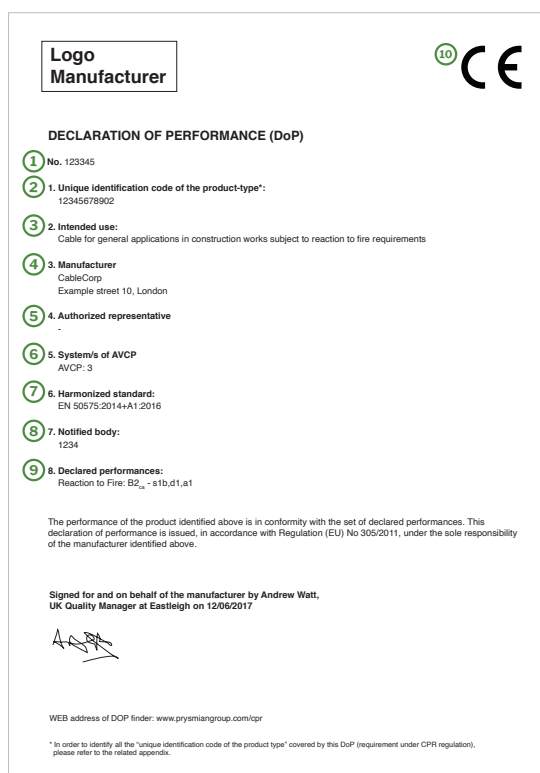 Logo
Manufacturer
10
CE
DECLARATION OF PERFORMANCE (DoP)
1 No. 123345
2 1. Unique identification code of the product-type*:
12345678902
3 2. Intended use:
Cable for general applications in construction works subject to reaction to fire requirements
4 3. Manufacturer
CableCorp
Example street 10, London
5 4. Authorized representative
-
6 5. System/s of AVCP
AVCP: 3
7 6. Harmonized standard:
EN 50575:2014+A1:2016
8 7. Notified body:
1234
9 8. Declared performances:
Reaction to Fire: B2ca - s1b,d1,a1
The performance of the product identified above is in conformity with the set of declared performances. This
declaration of performance is issued, in accordance with Regulation (EU) No 305/2011, under the sole responsibility
of the manufacturer identified above.
Signed for and on behalf of the manufacturer by Andrew Watt,
UK Quality Manager at Eastleigh on 12/06/2017
WEB address of DOP finder: www.prysmiangroup.com/cpr
* In order to identify all the "unique identification code of the product type" covered by this DoP (requirement under CPR regulation),
please refer to the related appendix.